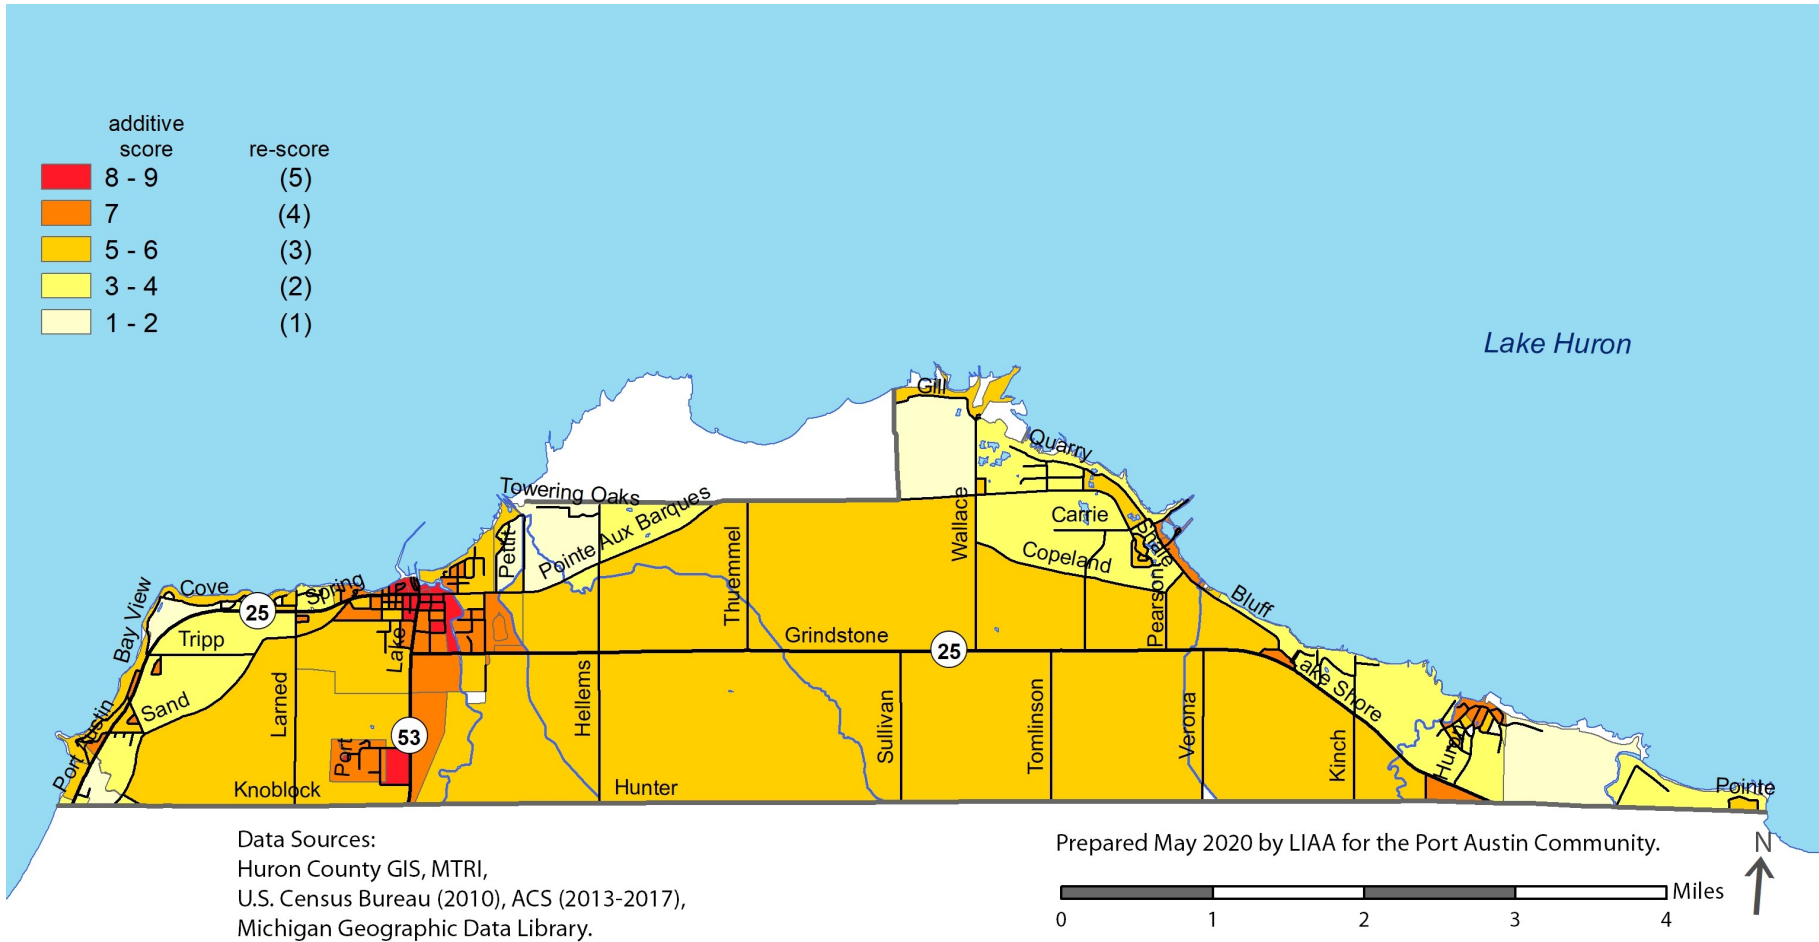 additive
score
re-score
8 - 9 (5)
7 (4)
5 - 6 (3)
3 - 4 (2)
1 - 2 (1)
Lake Huron
Gill
Quarry
Towering Oaks
Pointe Aux Barques
Pettit
Wallace
Carrie
Copeland
Shale
Pearson
Thuemmel
Bay View
Cove
Spring
25
Tripp
Lake
Grindstone
25
Bluff
Lake Shore
Sand
Larned
Hellems
Sullivan
Tomlinson
Verona
Kinch
Huron
Port Austin
Port
53
Knoblock
Hunter
Pointe
Data Sources:
Huron County GIS, MTRI,
U.S. Census Bureau (2010), ACS (2013-2017),
Michigan Geographic Data Library.
Prepared May 2020 by LIAA for the Port Austin Community.
N
Miles
0 1 2 3 4